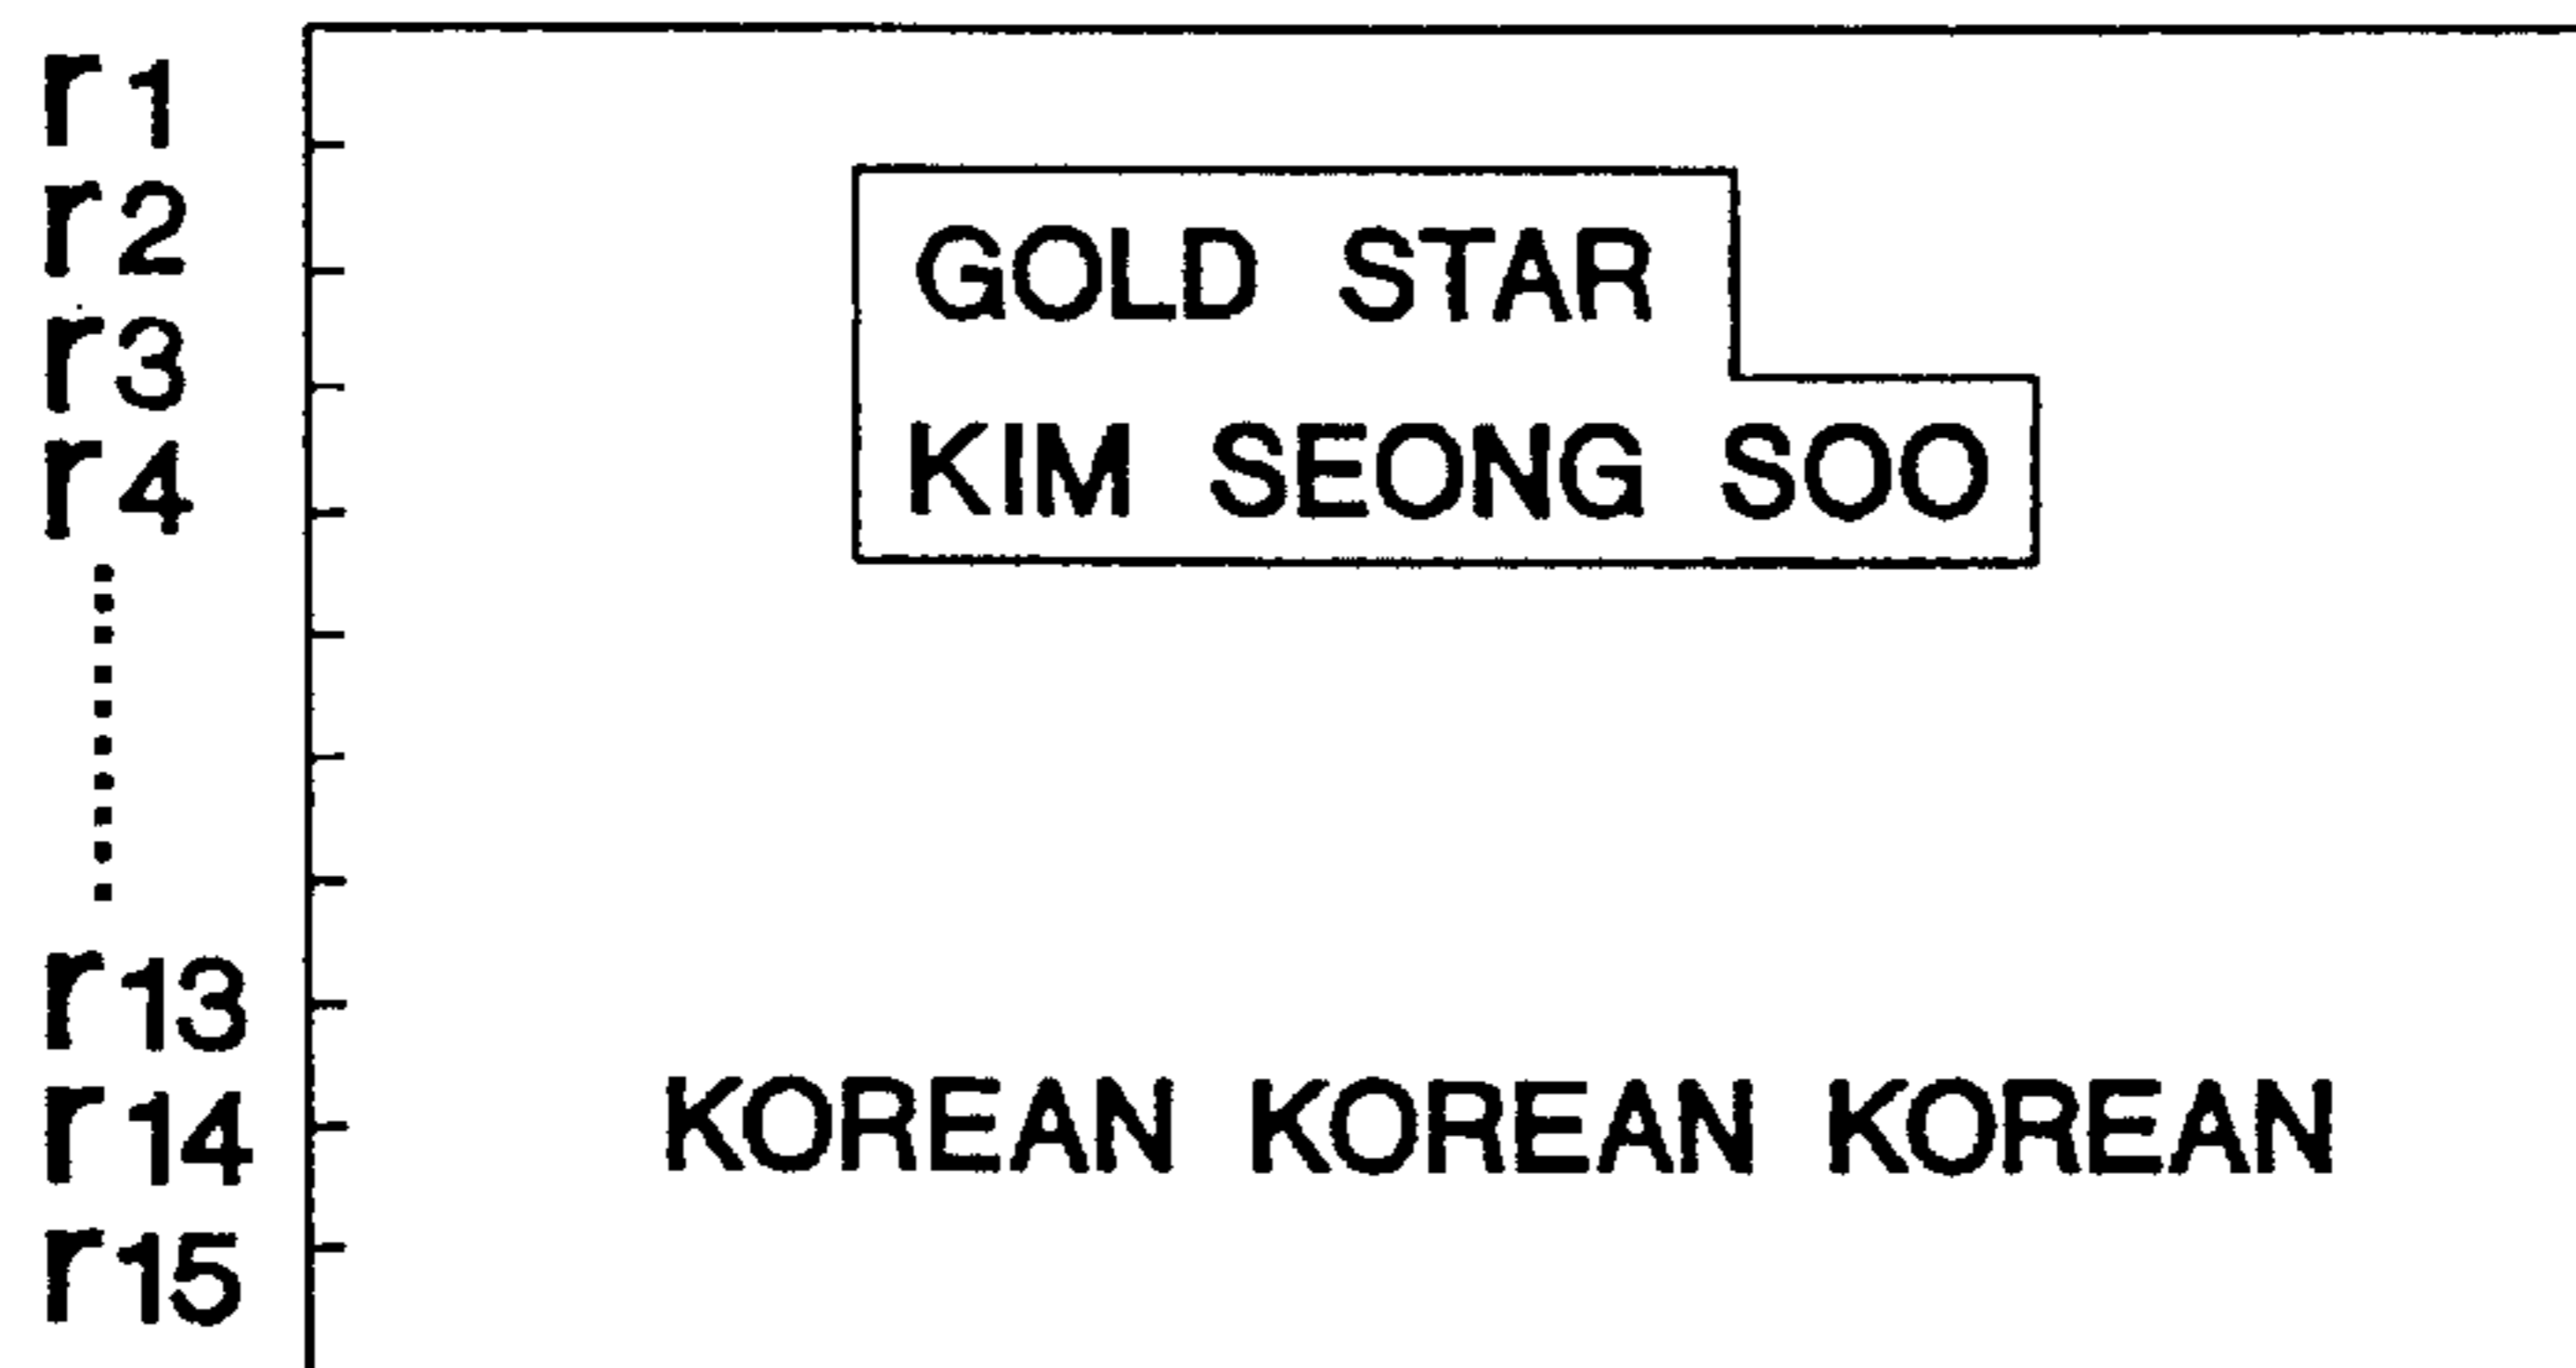 r1
r2
GOLD STAR
r3
r4
KIM SEONG SOO
r13
r14
KOREAN KOREAN KOREAN
r15